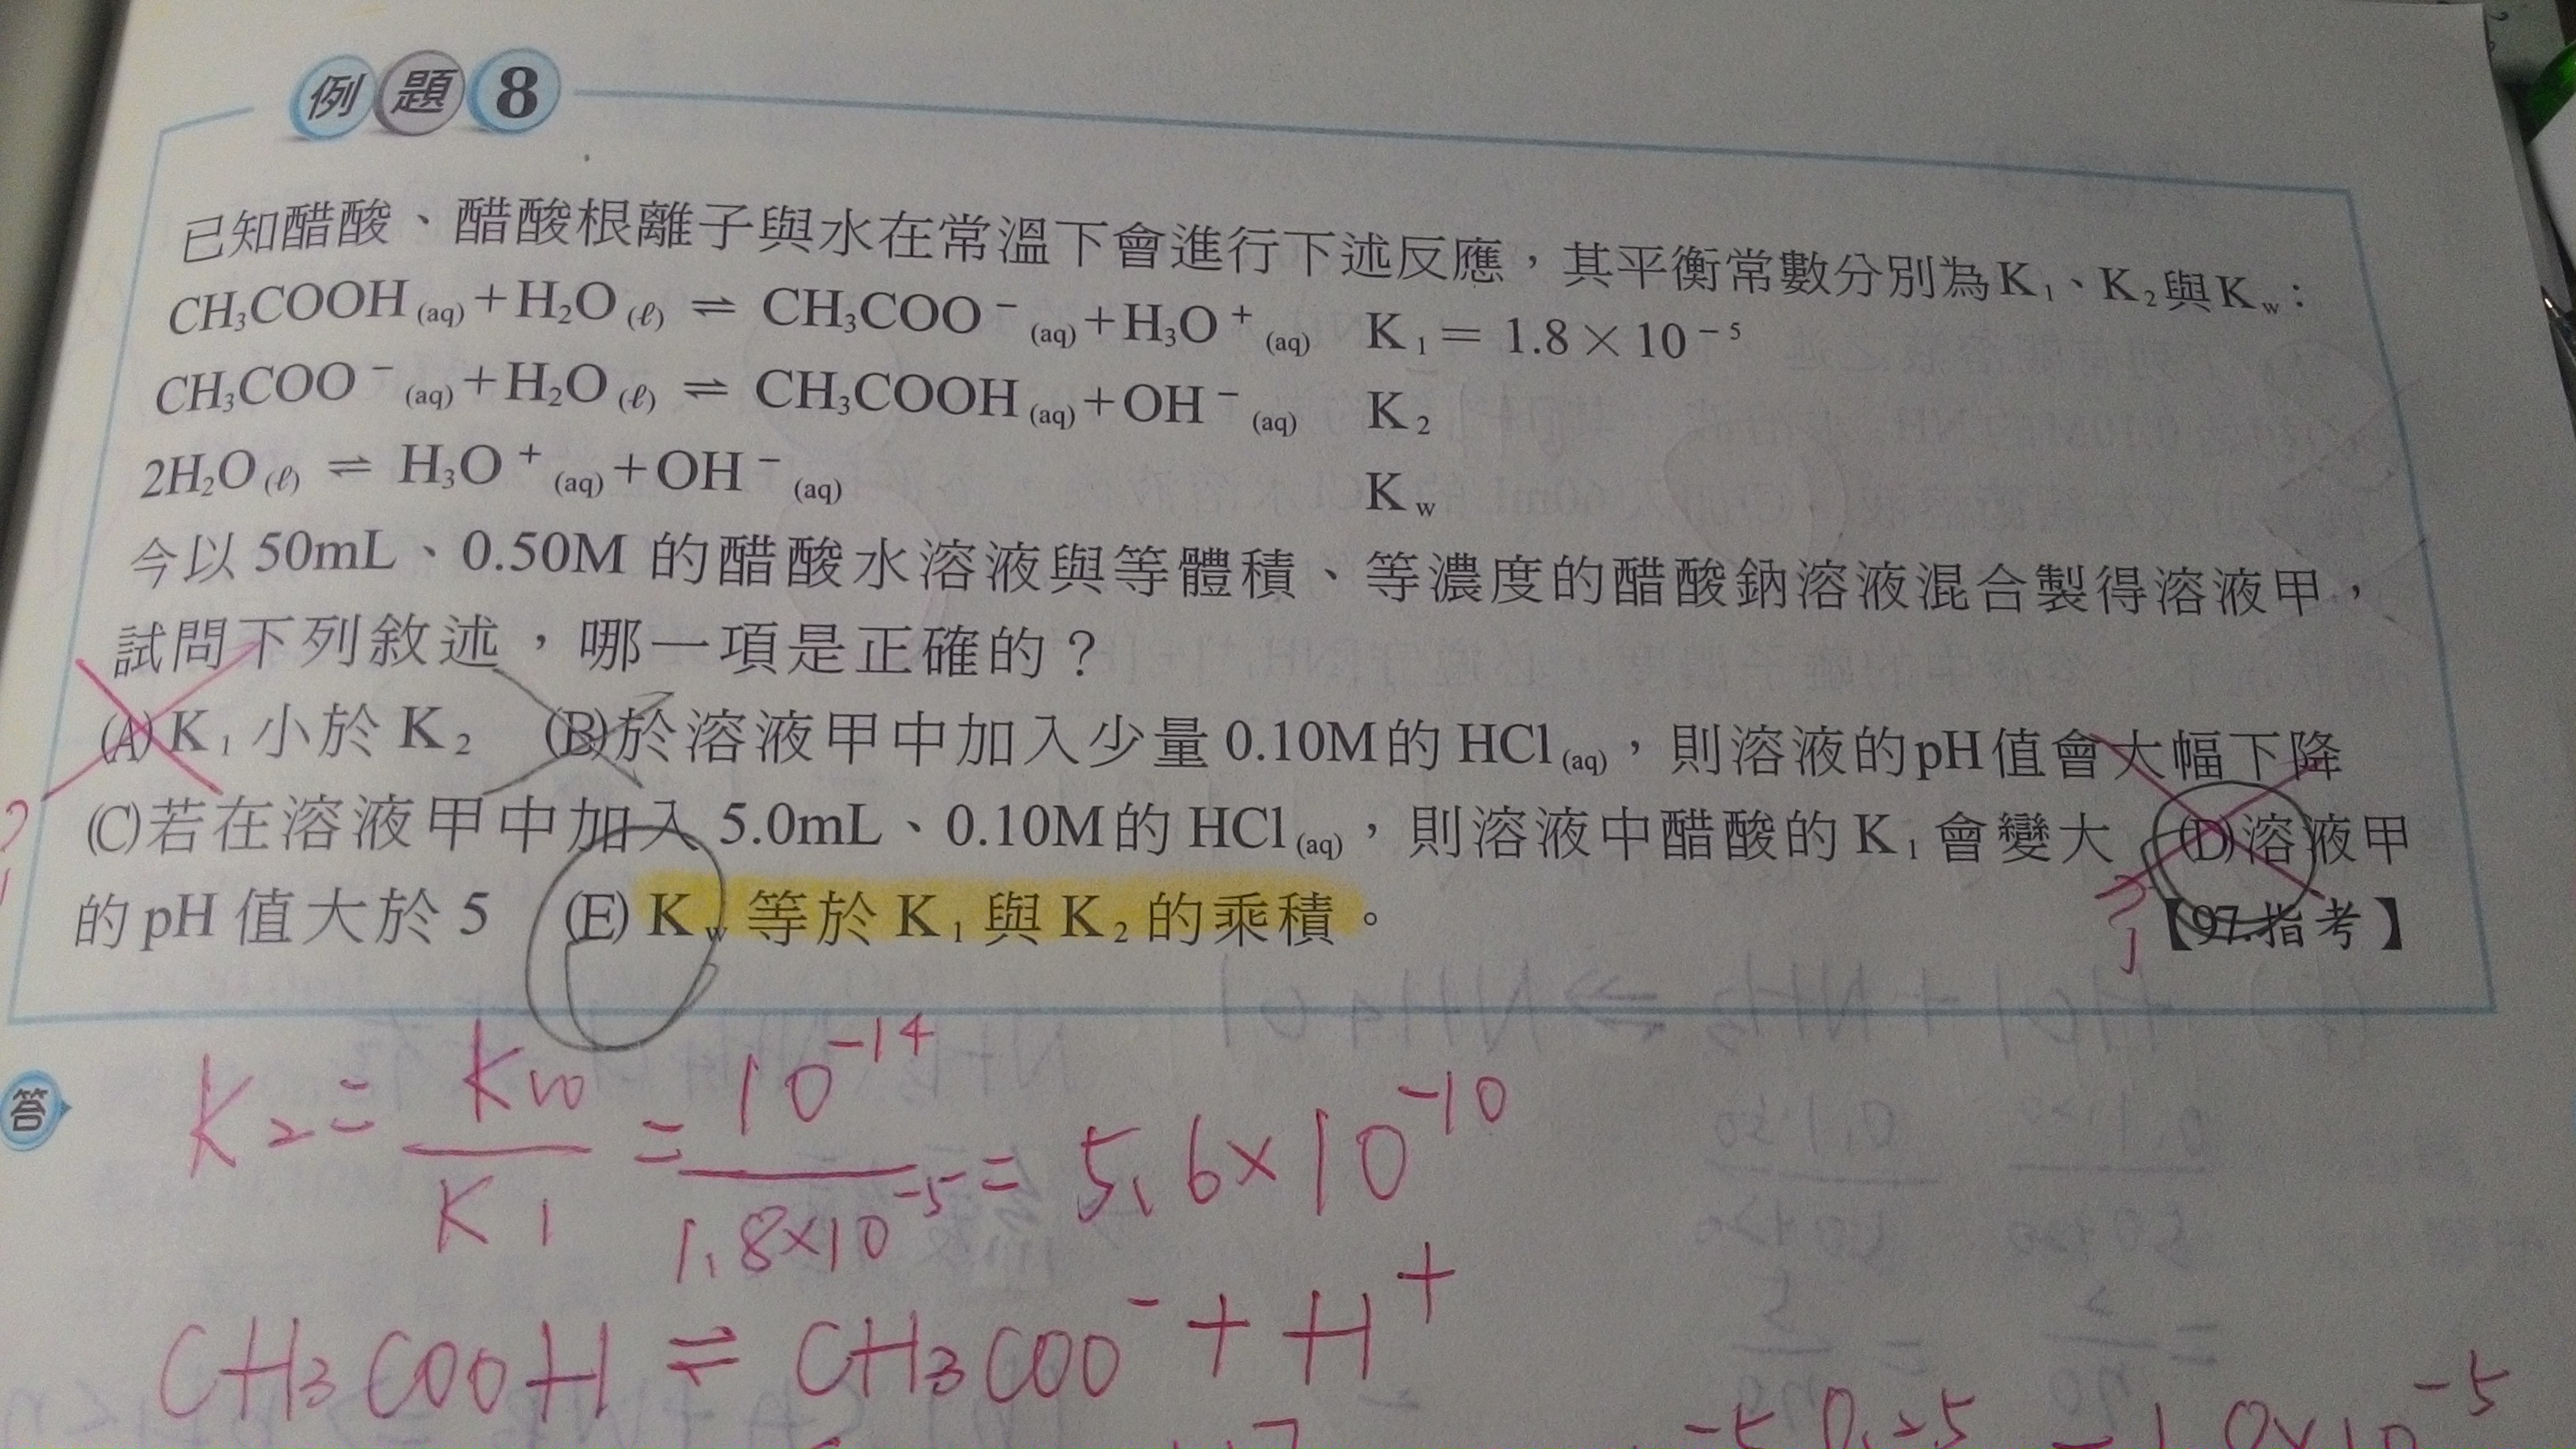 例題8
已知醋酸、醋酸根離子與水在常溫下會進行下述反應，其平衡常數分別為K₁、K₂與Kw：
CH₃COOH(aq)＋H₂O(ℓ) ⇌ CH₃COO⁻(aq)＋H₃O⁺(aq) K₁＝1.8×10⁻⁵
CH₃COO⁻(aq)＋H₂O(ℓ) ⇌ CH₃COOH(aq)＋OH⁻(aq) K₂
2H₂O(ℓ) ⇌ H₃O⁺(aq)＋OH⁻(aq) Kw
今以50mL、0.50M的醋酸水溶液與等體積、等濃度的醋酸鈉溶液混合製得溶液甲，
試問下列敘述，哪一項是正確的？
(A)K₁小於K₂ (B)於溶液甲中加入少量0.10M的HCl(aq)，則溶液的pH值會大幅下降
(C)若在溶液甲中加入5.0mL、0.10M的HCl(aq)，則溶液中醋酸的K₁會變大 (D)溶液甲
的pH值大於5 (E)Kw等於K₁與K₂的乘積。 【97.指考】
答
K₂ = Kw/K₁ = 10⁻¹⁴/1.8×10⁻⁵ = 5.6×10⁻¹⁰
CH₃COOH ⇌ CH₃COO⁻ + H⁺